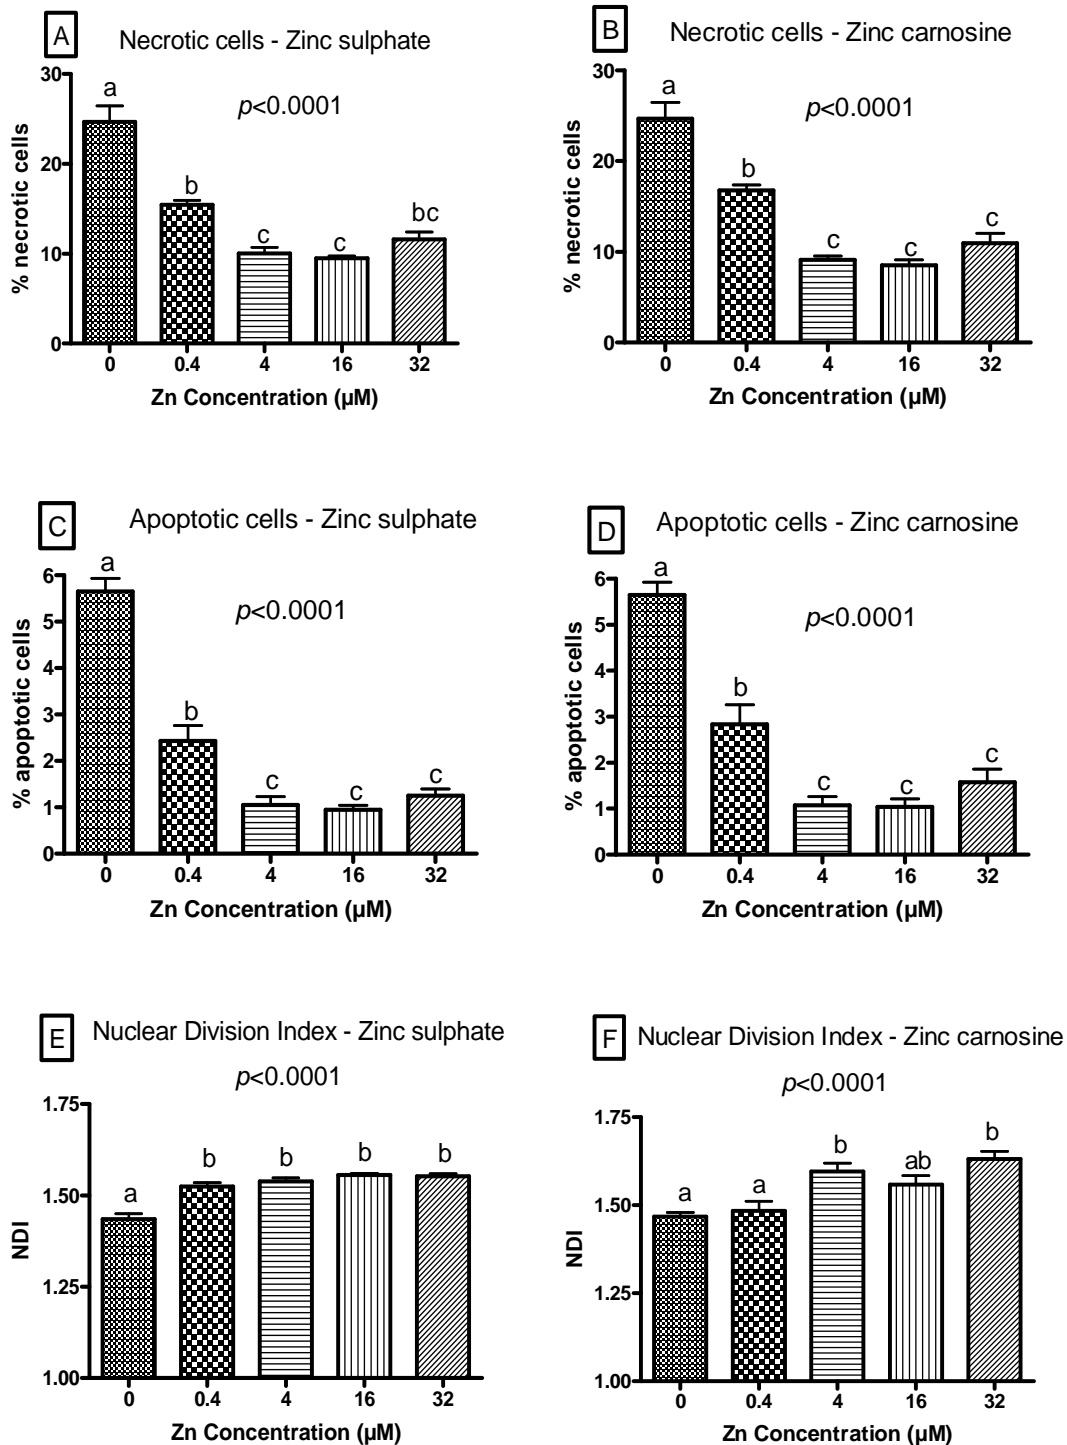 A
Necrotic cells - Zinc sulphate
p<0.0001
% necrotic cells
30
20
10
0
a
b
c
c
bc
0 0.4 4 16 32
Zn Concentration (µM)
B
Necrotic cells - Zinc carnosine
p<0.0001
% necrotic cells
30
20
10
0
a
b
c
c
c
0 0.4 4 16 32
Zn Concentration (µM)
C
Apoptotic cells - Zinc sulphate
p<0.0001
% apoptotic cells
6
5
4
3
2
1
0
a
b
c
c
c
0 0.4 4 16 32
Zn Concentration (µM)
D
Apoptotic cells - Zinc carnosine
p<0.0001
% apoptotic cells
6
5
4
3
2
1
0
a
b
c
c
c
0 0.4 4 16 32
Zn Concentration (µM)
E
Nuclear Division Index - Zinc sulphate
p<0.0001
NDI
1.75
1.50
1.25
1.00
a
b
b
b
b
0 0.4 4 16 32
Zn Concentration (µM)
F
Nuclear Division Index - Zinc carnosine
p<0.0001
NDI
1.75
1.50
1.25
1.00
a
a
b
ab
b
0 0.4 4 16 32
Zn Concentration (µM)